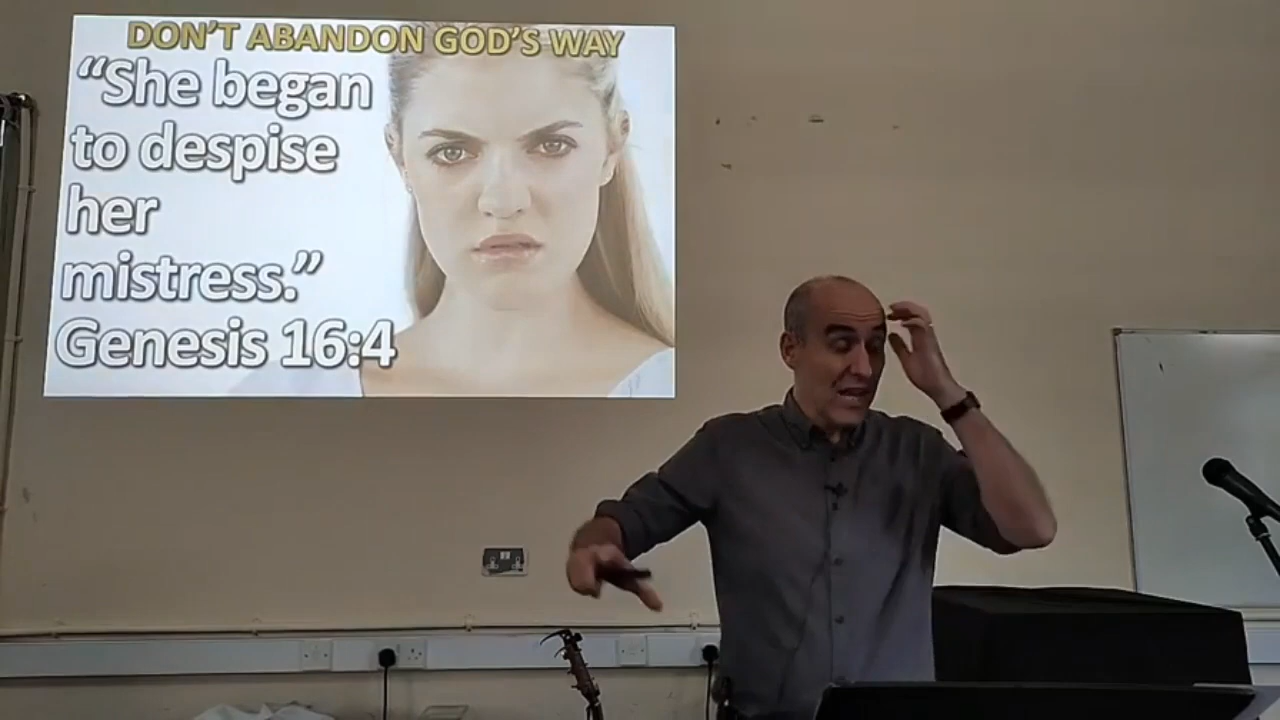 DON'T ABANDON GOD'S WAY
“She began
to despise
her
mistress.”
Genesis 16:4